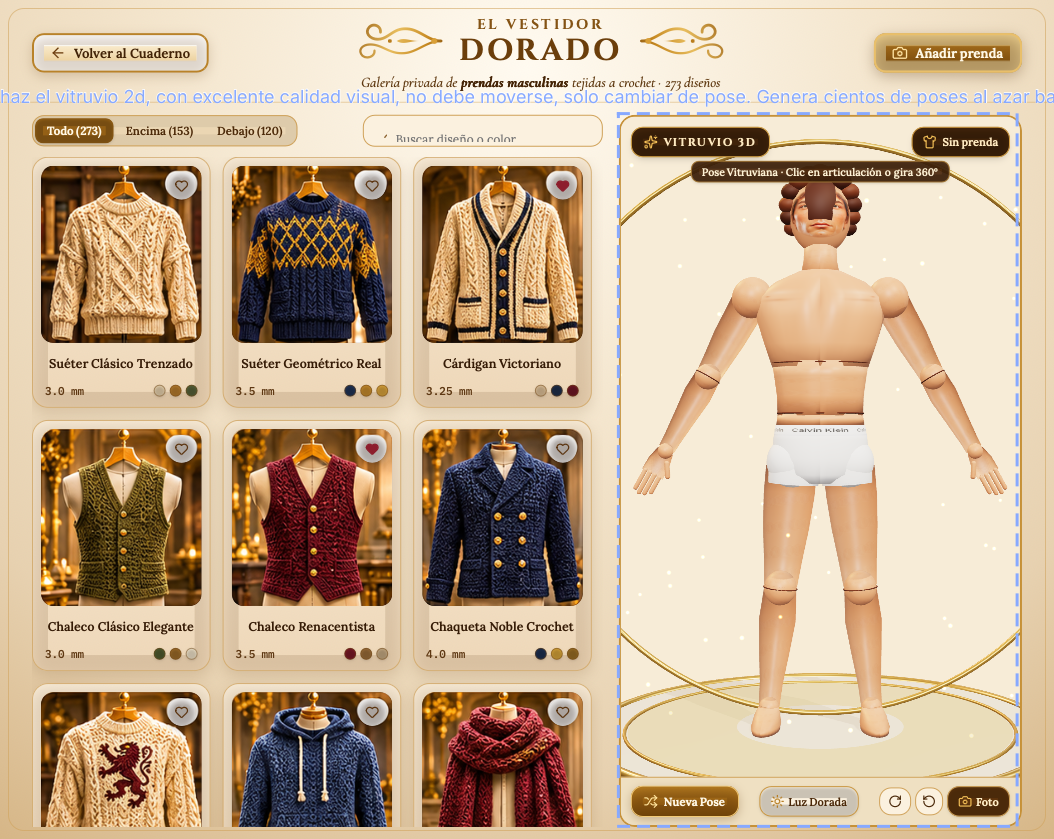 EL VESTIDOR
DORADO
Volver al Cuaderno
Añadir prenda
Galería privada de prendas masculinas tejidas a crochet · 273 diseños
haz el vitruvio 2d, con excelente calidad visual, no debe moverse, solo cambiar de pose. Genera cientos de poses al azar ba
Todo (273)
Encima (153)
Debajo (120)
Buscar diseño o color
VITRUVIO 3D
Sin prenda
Pose Vitruviana · Clic en articulación o gira 360°
Suéter Clásico Trenzado
3.0 mm
Suéter Geométrico Real
3.5 mm
Cárdigan Victoriano
3.25 mm
Calvin Klein
Chaleco Clásico Elegante
3.0 mm
Chaleco Renacentista
3.5 mm
Chaqueta Noble Crochet
4.0 mm
Nueva Pose
Luz Dorada
Foto